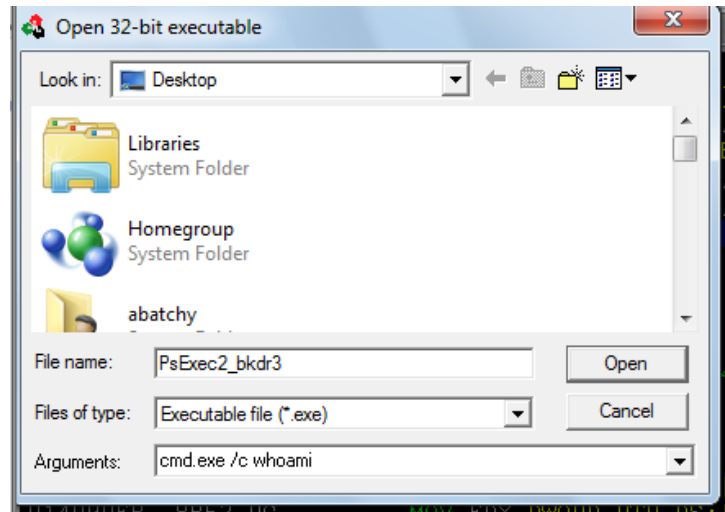 Open 32-bit executable
Look in: Desktop
Libraries
System Folder
Homegroup
System Folder
abatchy
File name: PsExec2_bkdr3 Open
Files of type: Executable file (*.exe) Cancel
Arguments: cmd.exe /c whoami